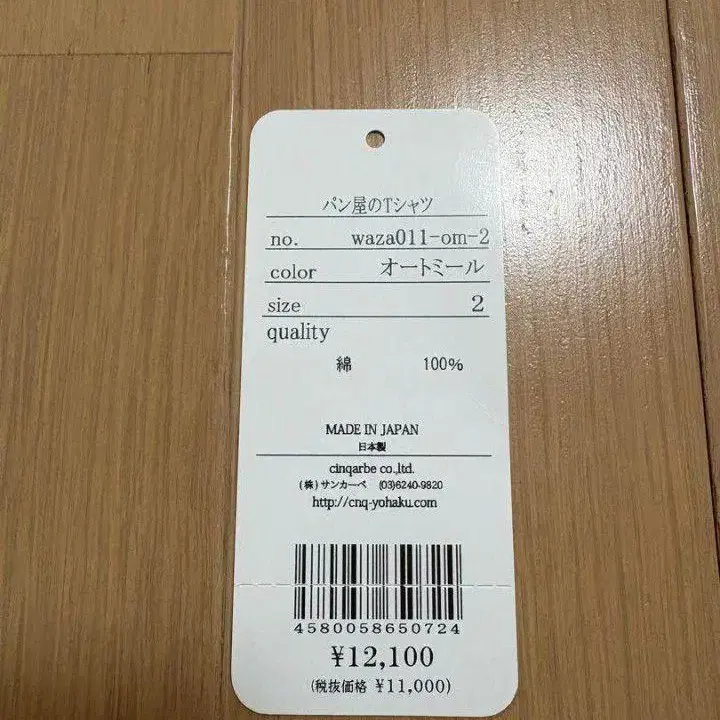 パン屋のTシャツ
no. waza011-om-2
color オートミール
size 2
quality
綿 100%
MADE IN JAPAN
日本製
cinqarbe co.,ltd.
(株)サンカーペ (03)6240-9820
http://cnq-yohaku.com
4580058650724
¥12,100
(税抜価格 ¥11,000)